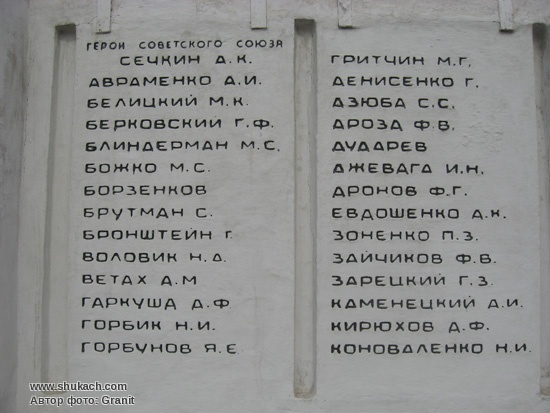 ГЕРОИ СОВЕТСКОГО СОЮЗА
СЕЧКИН Д.К.
АВРАМЕНКО Д.И.
БЕЛИЦКИЙ М.К.
БЕРКОВСКИЙ Г.Ф.
БЛИНДЕРМАН М.С.
БОЖКО М.С.
БОРЗЕНКОВ
БРУТМАН С.
БРОНШТЕЙН Г.
ВОЛОВИК Н.Д.
ВЕТАХ Д.М
ГАРКУША Д.Ф
ГОРБИК Н.И.
ГОРБУНОВ Я.Е
ГРИТЧИН М.Г.
ДЕНИСЕНКО Г.
ДЗЮБА С.С.
ДРОЗД Ф.В.
ДУДАРЕВ
ДЖЕВАГА И.Н.
ДРОНОВ Ф.Г.
ЕВДОШЕНКО Д.К.
ЗОНЕНКО П.З.
ЗАЙЧИКОВ Ф.В.
ЗАРЕЦКИЙ Г.З.
КАМЕНЕЦКИЙ Д.И.
КИРЮХОВ Д.Ф.
КОНОВАЛЕНКО Н.И.
www.shukach.com
Автор фото: Granit